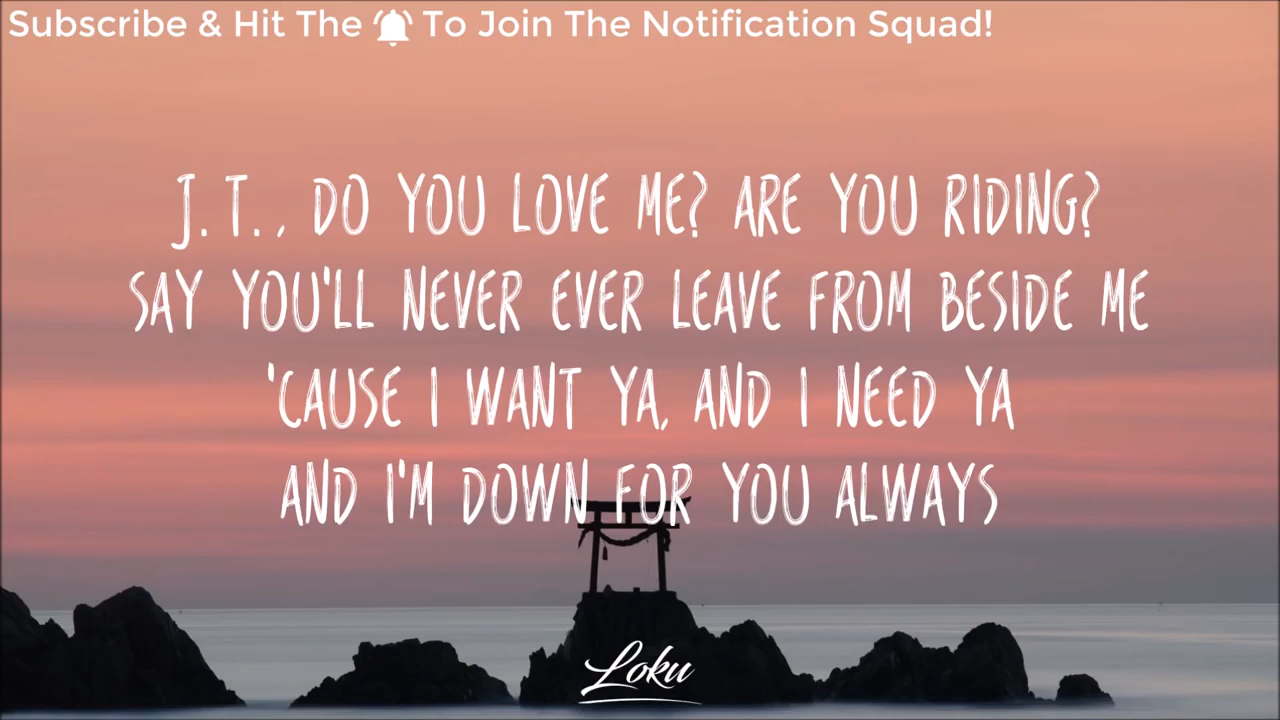 Subscribe & Hit The 🔔 To Join The Notification Squad!
J.T., DO YOU LOVE ME? ARE YOU RIDING?
SAY YOU'LL NEVER EVER LEAVE FROM BESIDE ME
'CAUSE I WANT YA, AND I NEED YA
AND I'M DOWN FOR YOU ALWAYS
Loku